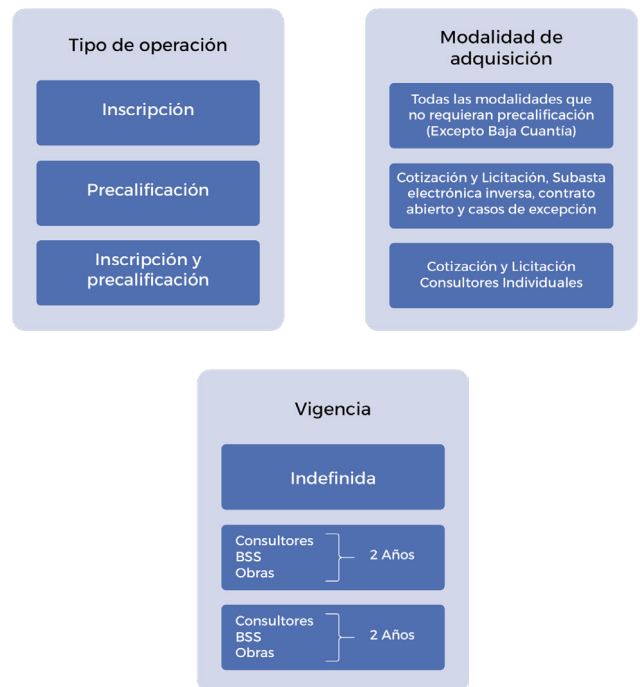 Tipo de operación
Inscripción
Precalificación
Inscripción y
precalificación
Modalidad de
adquisición
Todas las modalidades que
no requieran precalificación
(Excepto Baja Cuantía)
Cotización y Licitación, Subasta
electrónica inversa, contrato
abierto y casos de excepción
Cotización y Licitación
Consultores Individuales
Vigencia
Indefinida
Consultores
BSS
Obras
2 Años
Consultores
BSS
Obras
2 Años